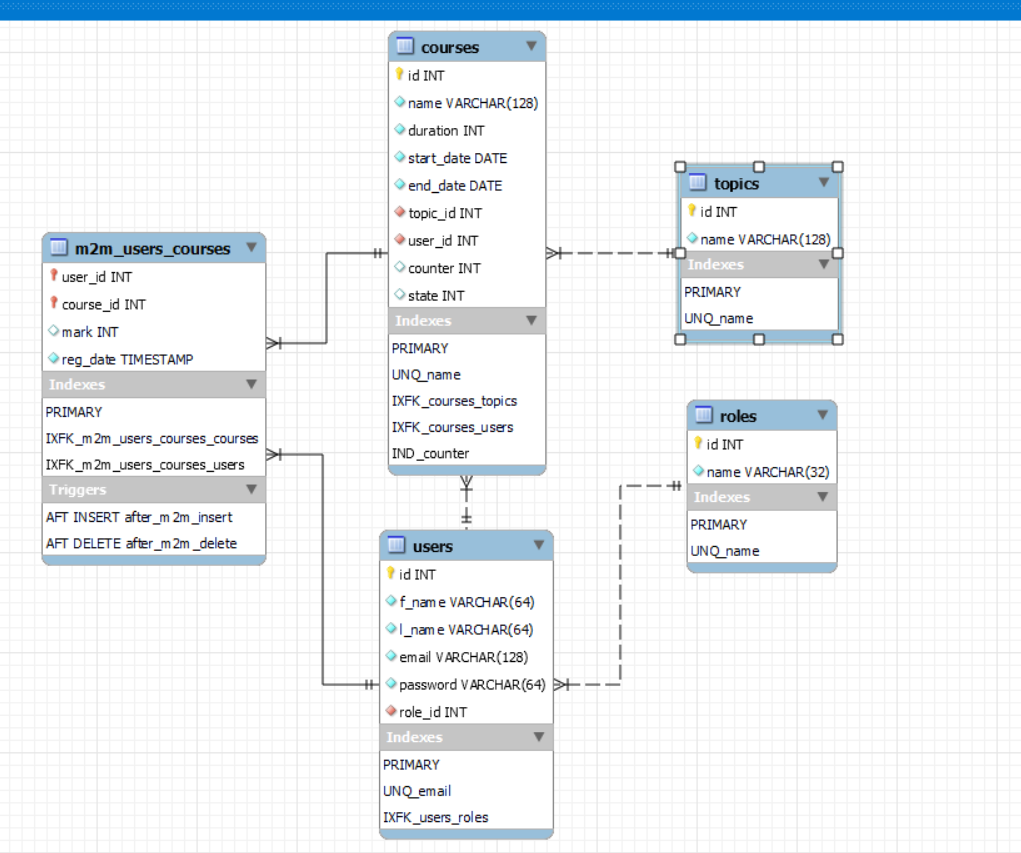 courses
id INT
name VARCHAR(128)
duration INT
start_date DATE
end_date DATE
topic_id INT
user_id INT
counter INT
state INT
Indexes
PRIMARY
UNQ_name
IXFK_courses_topics
IXFK_courses_users
IND_counter
topics
id INT
name VARCHAR(128)
Indexes
PRIMARY
UNQ_name
m2m_users_courses
user_id INT
course_id INT
mark INT
reg_date TIMESTAMP
Indexes
PRIMARY
IXFK_m2m_users_courses_courses
IXFK_m2m_users_courses_users
Triggers
AFT INSERT after_m2m_insert
AFT DELETE after_m2m_delete
roles
id INT
name VARCHAR(32)
Indexes
PRIMARY
UNQ_name
users
id INT
f_name VARCHAR(64)
l_name VARCHAR(64)
email VARCHAR(128)
password VARCHAR(64)
role_id INT
Indexes
PRIMARY
UNQ_email
IXFK_users_roles